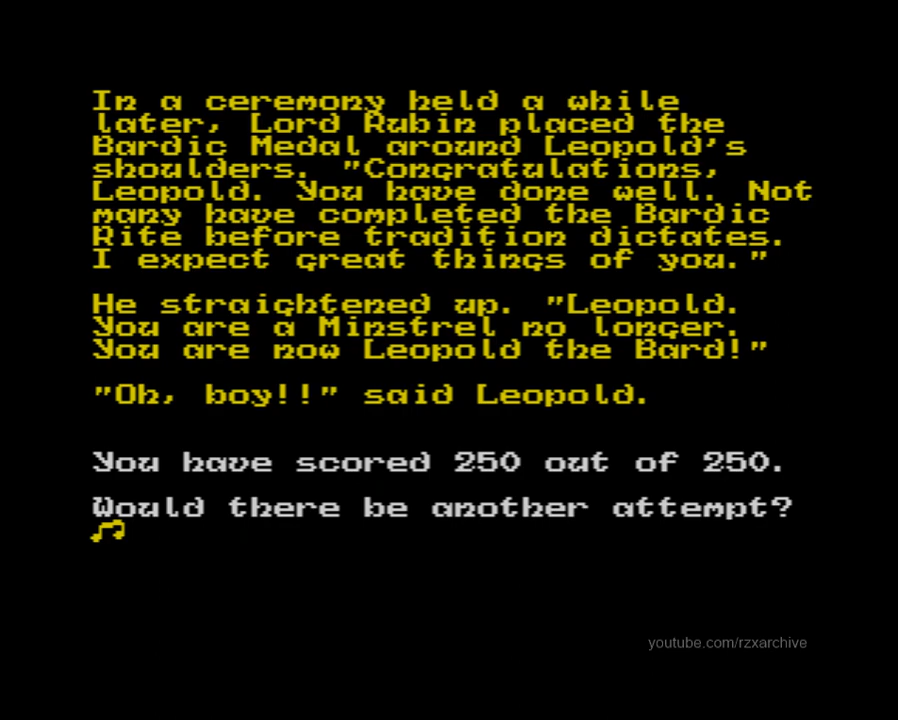 In a ceremony held a while
later, Lord Rubin placed the
Bardic Medal around Leopold's
shoulders. "Congratulations,
Leopold. You have done well. Not
many have completed the Bardic
Rite before tradition dictates.
I expect great things of you."
He straightened up. "Leopold.
You are a Minstrel no longer.
You are now Leopold the Bard!"
"Oh, boy!!" said Leopold.
You have scored 250 out of 250.
Would there be another attempt?
youtube.com/rzxarchive